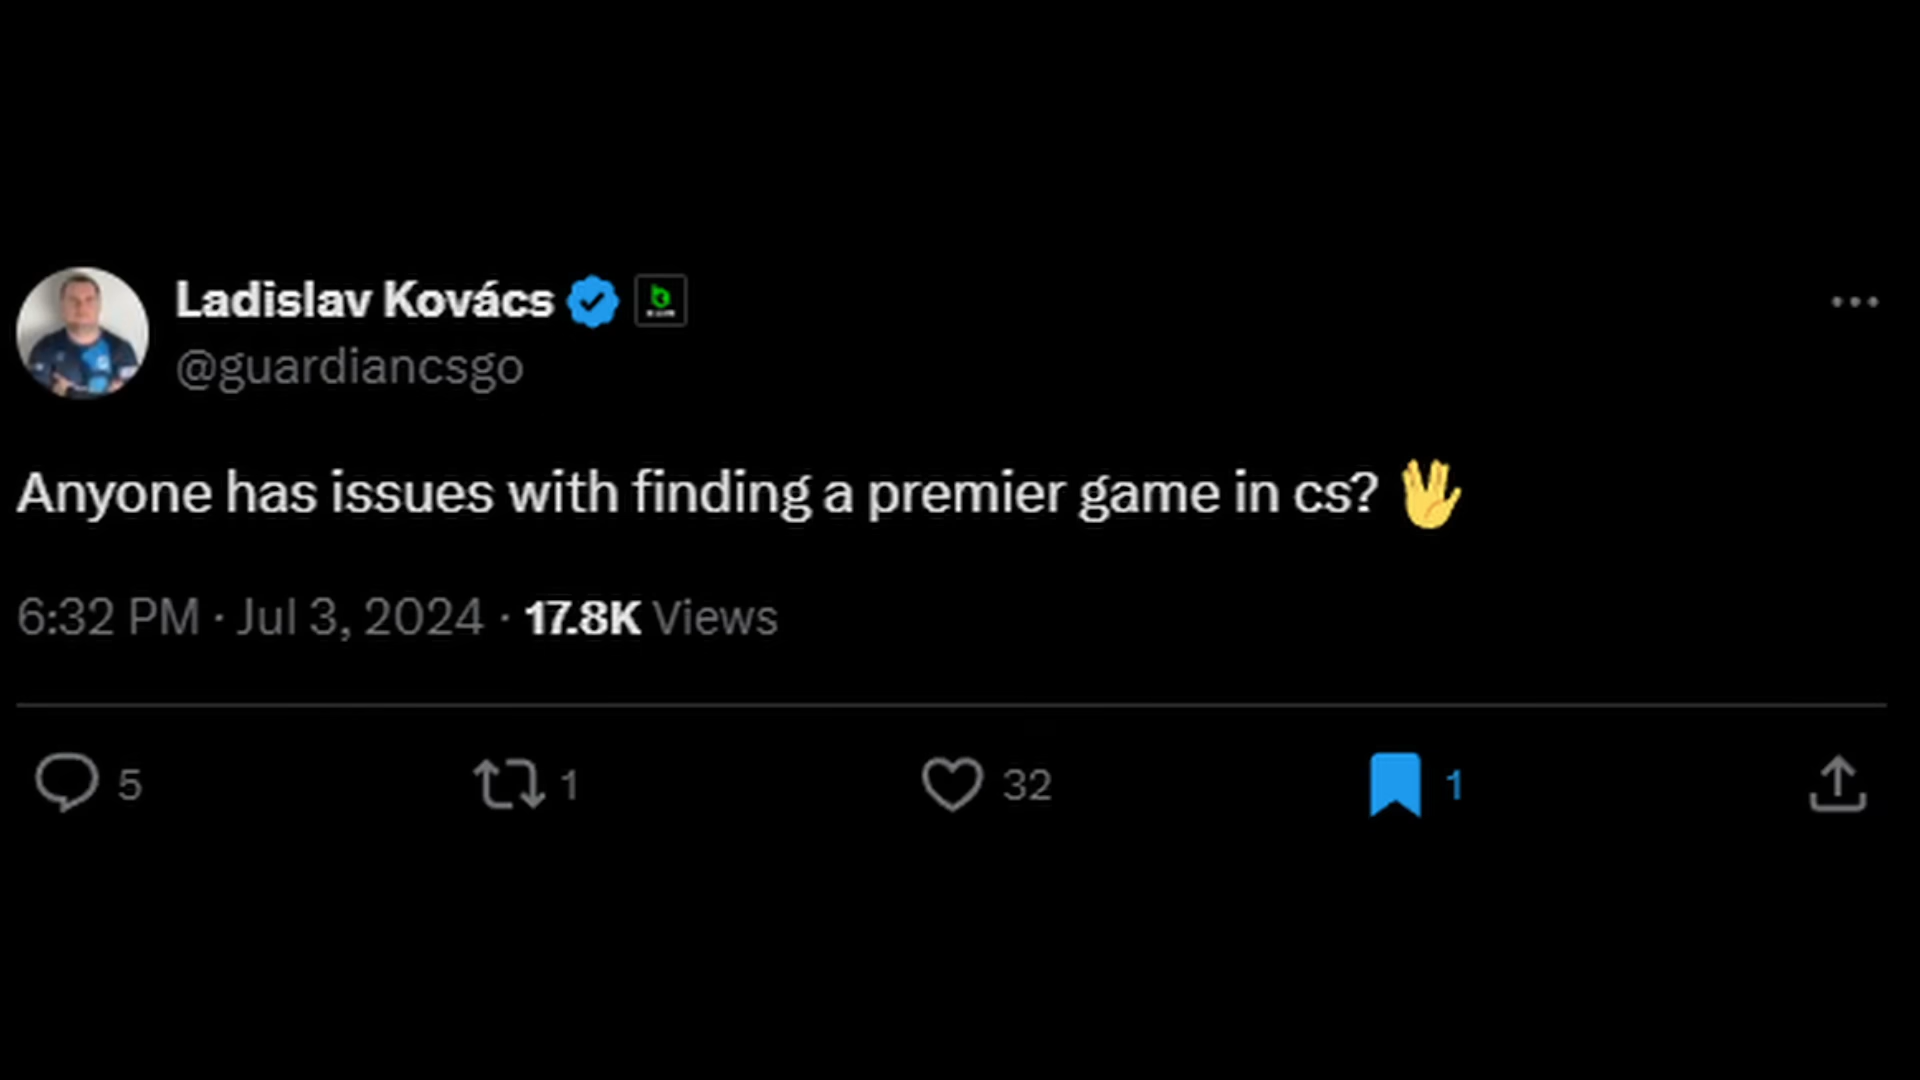 Ladislav Kovács
@guardiancsgo
Anyone has issues with finding a premier game in cs? 🖖
6:32 PM · Jul 3, 2024 · 17.8K Views
5 1 32 1